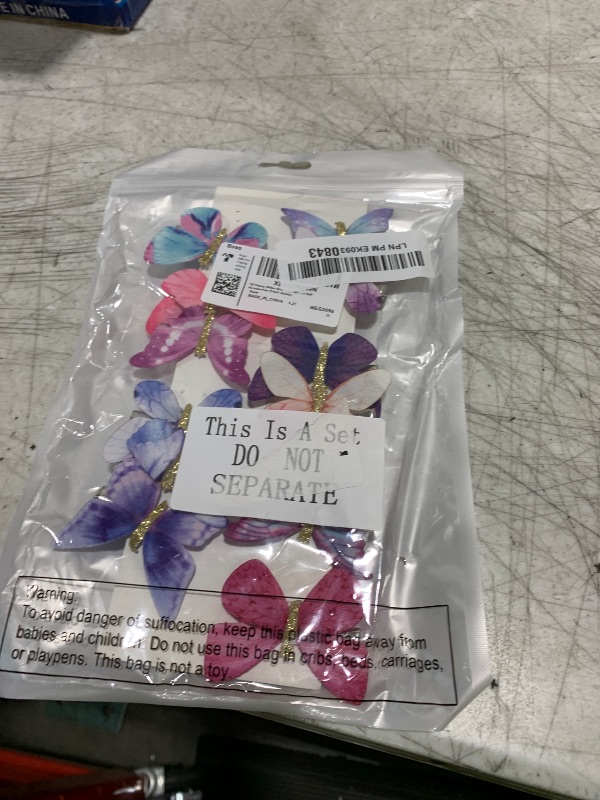 E IN CHINA
LPN PM EK093 0843
This Is A Set
DO NOT
SEPARATE
Warning:
To avoid danger of suffocation, keep this plastic bag away from
babies and children. Do not use this bag in cribs, beds, carriages,
or playpens. This bag is not a toy.